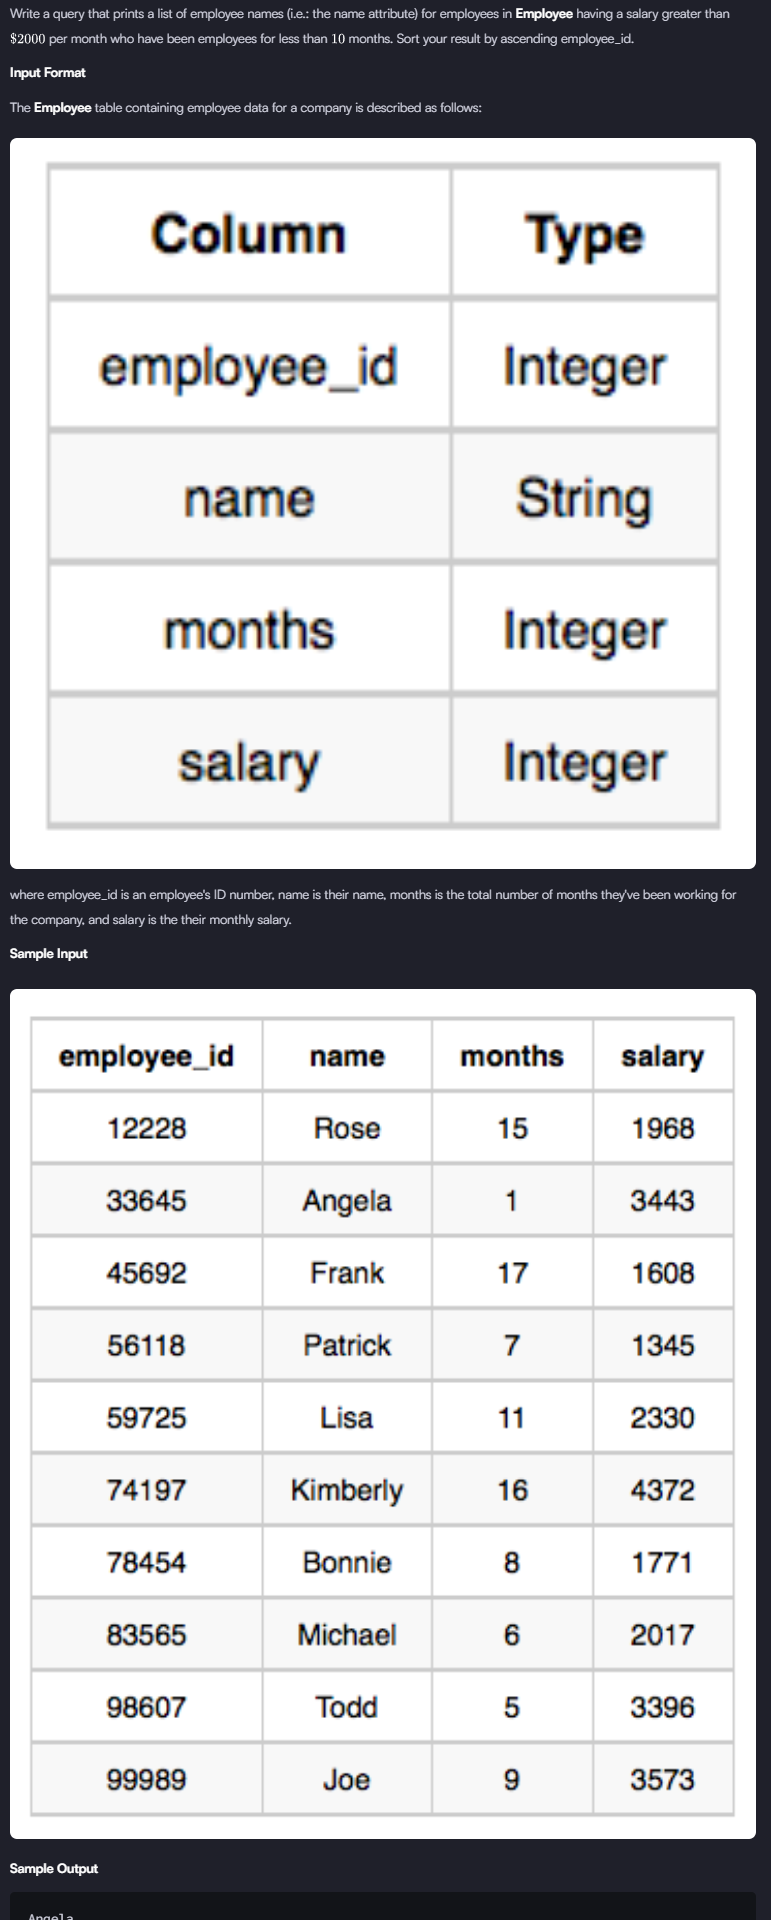 Write a query that prints a list of employee names (i.e.: the name attribute) for employees in Employee having a salary greater than
$2000 per month who have been employees for less than 10 months. Sort your result by ascending employee_id.
Input Format
The Employee table containing employee data for a company is described as follows:
Column Type
employee_id Integer
name String
months Integer
salary Integer
where employee_id is an employee's ID number, name is their name, months is the total number of months they've been working for
the company, and salary is the their monthly salary.
Sample Input
employee_id name months salary
12228 Rose 15 1968
33645 Angela 1 3443
45692 Frank 17 1608
56118 Patrick 7 1345
59725 Lisa 11 2330
74197 Kimberly 16 4372
78454 Bonnie 8 1771
83565 Michael 6 2017
98607 Todd 5 3396
99989 Joe 9 3573
Sample Output
Angela